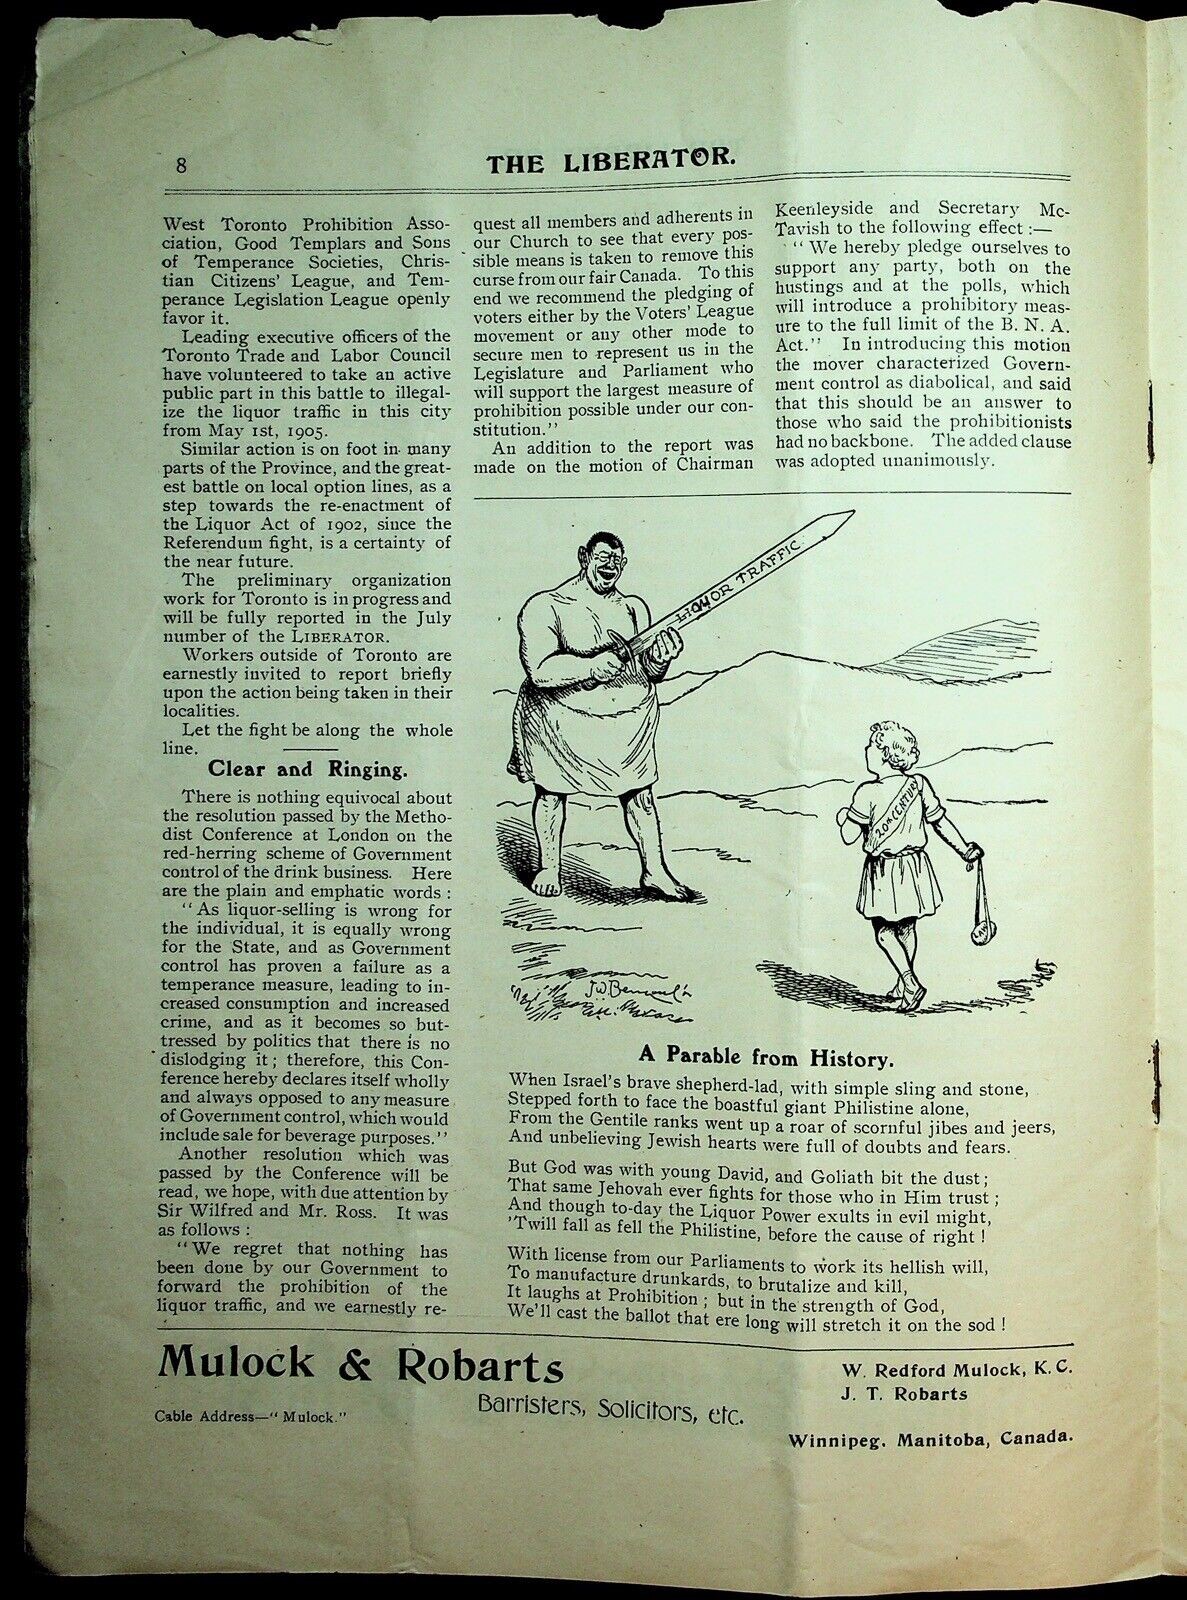 8
THE LIBERATOR.
West Toronto Prohibition Asso-
ciation, Good Templars and Sons
of Temperance Societies, Chris-
tian Citizens' League, and Tem-
perance Legislation League openly
favor it.
Leading executive officers of the
Toronto Trade and Labor Council
have volunteered to take an active
public part in this battle to illegal-
ize the liquor traffic in this city
from May 1st, 1905.
Similar action is on foot in many
parts of the Province, and the great-
est battle on local option lines, as a
step towards the re-enactment of
the Liquor Act of 1902, since the
Referendum fight, is a certainty of
the near future.
The preliminary organization
work for Toronto is in progress and
will be fully reported in the July
number of the LIBERATOR.
Workers outside of Toronto are
earnestly invited to report briefly
upon the action being taken in their
localities.
Let the fight be along the whole
line.
Clear and Ringing.
There is nothing equivocal about
the resolution passed by the Metho-
dist Conference at London on the
red-herring scheme of Government
control of the drink business. Here
are the plain and emphatic words :
"As liquor-selling is wrong for
the individual, it is equally wrong
for the State, and as Government
control has proven a failure as a
temperance measure, leading to in-
creased consumption and increased
crime, and as it becomes so but-
tressed by politics that there is no
dislodging it ; therefore, this Con-
ference hereby declares itself wholly
and always opposed to any measure
of Government control, which would
include sale for beverage purposes."
Another resolution which was
passed by the Conference will be
read, we hope, with due attention by
Sir Wilfred and Mr. Ross. It was
as follows :
"We regret that nothing has
been done by our Government to
forward the prohibition of the
liquor traffic, and we earnestly re-
quest all members and adherents in
our Church to see that every pos-
sible means is taken to remove this
curse from our fair Canada. To this
end we recommend the pledging of
voters either by the Voters' League
movement or any other mode to
secure men to represent us in the
Legislature and Parliament who
will support the largest measure of
prohibition possible under our con-
stitution."
An addition to the report was
made on the motion of Chairman
Keenleyside and Secretary Mc-
Tavish to the following effect :—
"We hereby pledge ourselves to
support any party, both on the
hustings and at the polls, which
will introduce a prohibitory meas-
ure to the full limit of the B. N. A.
Act." In introducing this motion
the mover characterized Govern-
ment control as diabolical, and said
that this should be an answer to
those who said the prohibitionists
had no backbone. The added clause
was adopted unanimously.
LIQUOR TRAFFIC
20TH CENTURY
LAW
J.W. Bengough
A Parable from History.
When Israel's brave shepherd-lad, with simple sling and stone,
Stepped forth to face the boastful giant Philistine alone,
From the Gentile ranks went up a roar of scornful jibes and jeers,
And unbelieving Jewish hearts were full of doubts and fears.
But God was with young David, and Goliath bit the dust ;
That same Jehovah ever fights for those who in Him trust ;
And though to-day the Liquor Power exults in evil might,
'Twill fall as fell the Philistine, before the cause of right !
With license from our Parliaments to work its hellish will,
To manufacture drunkards, to brutalize and kill,
It laughs at Prohibition ; but in the strength of God,
We'll cast the ballot that ere long will stretch it on the sod !
Mulock & Robarts
Barristers, Solicitors, etc.
Cable Address—"Mulock."
W. Redford Mulock, K. C.
J. T. Robarts
Winnipeg, Manitoba, Canada.